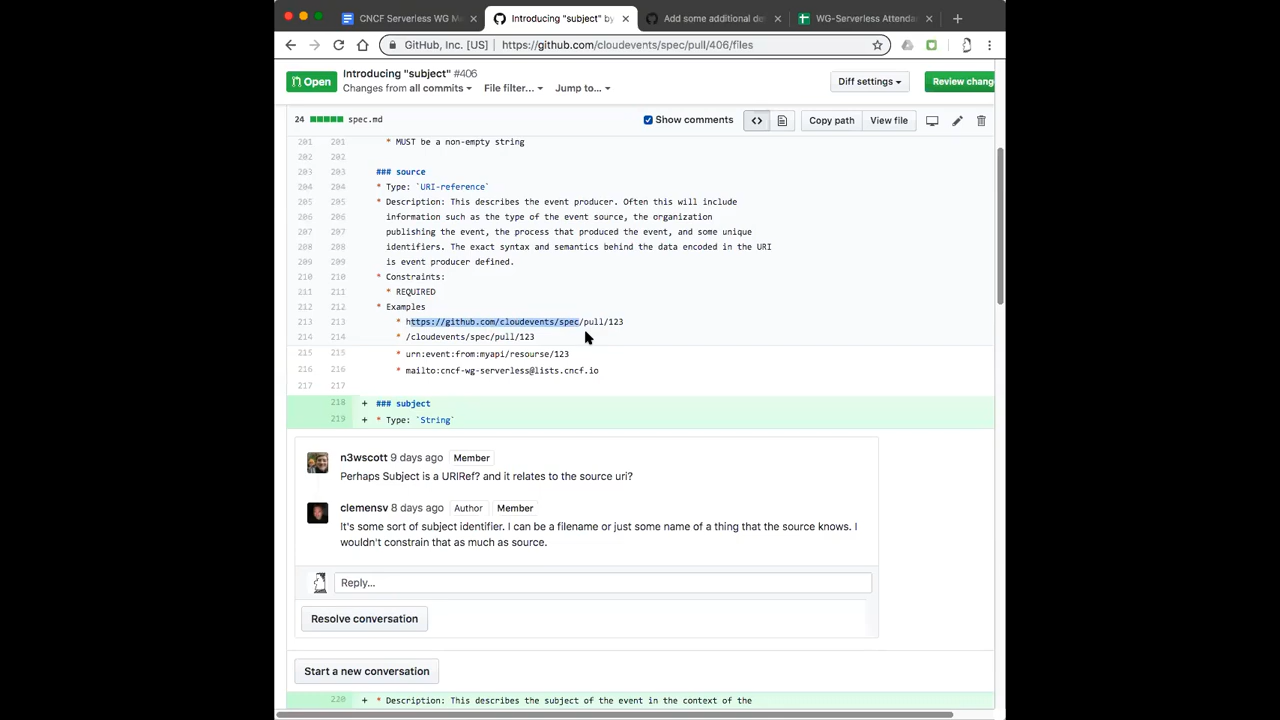 CNCF Serverless WG M
Introducing "subject" by
Add some additional de
WG-Serverless Attenda
GitHub, Inc. [US] https://github.com/cloudevents/spec/pull/406/files
Open
Introducing "subject" #406
Changes from all commits File filter... Jump to...
Diff settings
Review chang
24 spec.md
Show comments
Copy path
View file
201 201 * MUST be a non-empty string
202 202
203 203 ### source
204 204 * Type: `URI-reference`
205 205 * Description: This describes the event producer. Often this will include
206 206 information such as the type of the event source, the organization
207 207 publishing the event, the process that produced the event, and some unique
208 208 identifiers. The exact syntax and semantics behind the data encoded in the URI
209 209 is event producer defined.
210 210 * Constraints:
211 211 * REQUIRED
212 212 * Examples
213 213 * https://github.com/cloudevents/spec/pull/123
214 214 * /cloudevents/spec/pull/123
215 215 * urn:event:from:myapi/resourse/123
216 216 * mailto:cncf-wg-serverless@lists.cncf.io
217 217
218 + ### subject
219 + * Type: `String`
n3wscott 9 days ago Member
Perhaps Subject is a URIRef? and it relates to the source uri?
clemensv 8 days ago Author Member
It's some sort of subject identifier. I can be a filename or just some name of a thing that the source knows. I
wouldn't constrain that as much as source.
Reply...
Resolve conversation
Start a new conversation
220 + * Description: This describes the subject of the event in the context of the